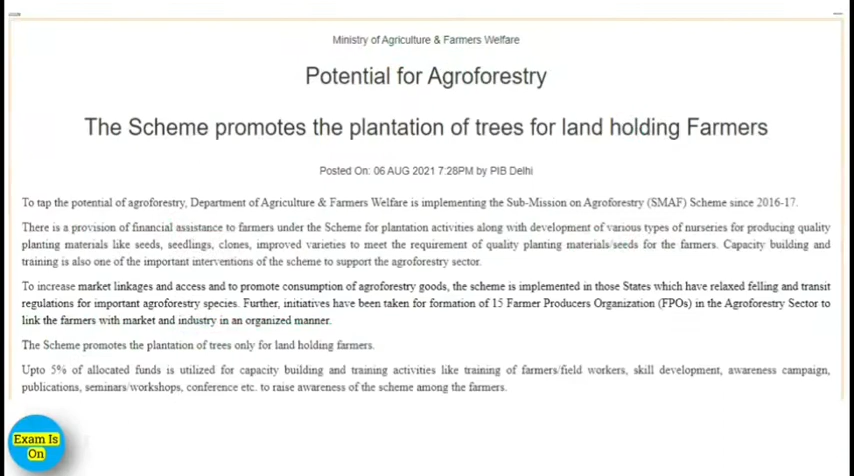 Ministry of Agriculture & Farmers Welfare
Potential for Agroforestry
The Scheme promotes the plantation of trees for land holding Farmers
Posted On: 06 AUG 2021 7:28PM by PIB Delhi
To tap the potential of agroforestry, Department of Agriculture & Farmers Welfare is implementing the Sub-Mission on Agroforestry (SMAF) Scheme since 2016-17.
There is a provision of financial assistance to farmers under the Scheme for plantation activities along with development of various types of nurseries for producing quality
planting materials like seeds, seedlings, clones, improved varieties to meet the requirement of quality planting materials/seeds for the farmers. Capacity building and
training is also one of the important interventions of the scheme to support the agroforestry sector.
To increase market linkages and access and to promote consumption of agroforestry goods, the scheme is implemented in those States which have relaxed felling and transit
regulations for important agroforestry species. Further, initiatives have been taken for formation of 15 Farmer Producers Organization (FPOs) in the Agroforestry Sector to
link the farmers with market and industry in an organized manner.
The Scheme promotes the plantation of trees only for land holding farmers.
Upto 5% of allocated funds is utilized for capacity building and training activities like training of farmers/field workers, skill development, awareness campaign,
publications, seminars/workshops, conference etc. to raise awareness of the scheme among the farmers.
Exam Is
On